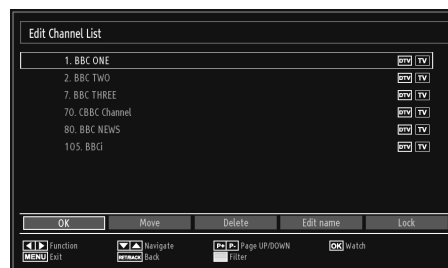 Edit Channel List
1. BBC ONE DTV TV
2. BBC TWO DTV TV
7. BBC THREE DTV TV
70. CBBC Channel DTV TV
80. BBC NEWS DTV TV
105. BBCi DTV TV
OK Move Delete Edit name Lock
Function Navigate P+ P- Page UP/DOWN OK Watch
MENU Exit RET/BACK Back Filter